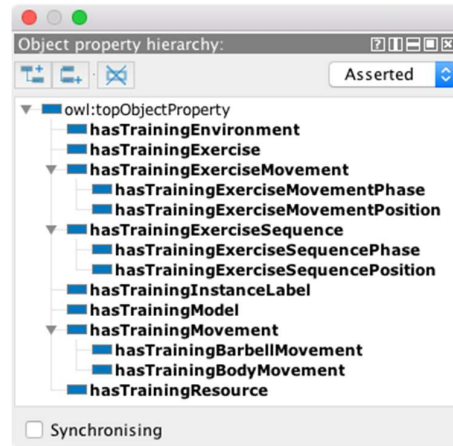 Object property hierarchy:
Asserted
owl:topObjectProperty
hasTrainingEnvironment
hasTrainingExercise
hasTrainingExerciseMovement
hasTrainingExerciseMovementPhase
hasTrainingExerciseMovementPosition
hasTrainingExerciseSequence
hasTrainingExerciseSequencePhase
hasTrainingExerciseSequencePosition
hasTrainingInstanceLabel
hasTrainingModel
hasTrainingMovement
hasTrainingBarbellMovement
hasTrainingBodyMovement
hasTrainingResource
Synchronising